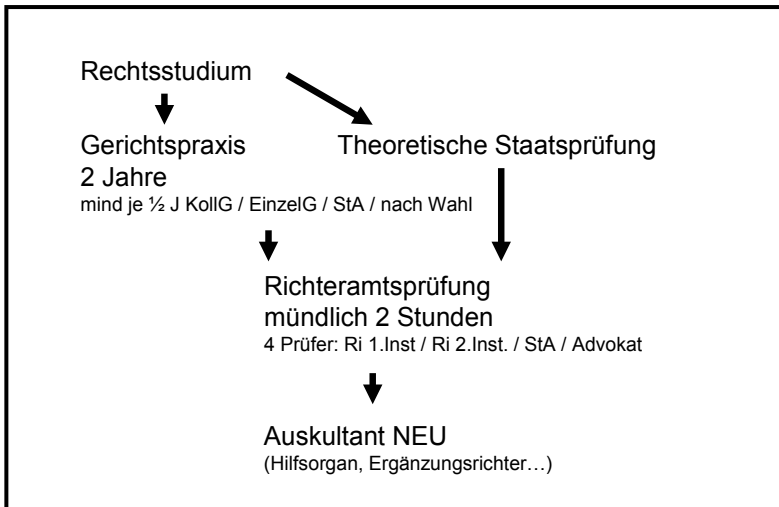 Rechtsstudium
Gerichtspraxis
2 Jahre
mind je ½ J KollG / EinzelG / StA / nach Wahl
Theoretische Staatsprüfung
Richteramtsprüfung
mündlich 2 Stunden
4 Prüfer: Ri 1.Inst / Ri 2.Inst. / StA / Advokat
Auskultant NEU
(Hilfsorgan, Ergänzungsrichter…)